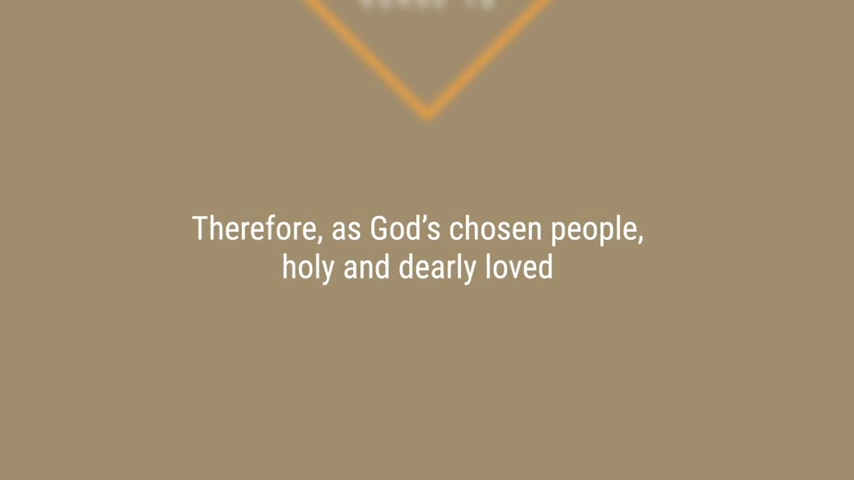 Therefore, as God’s chosen people,
holy and dearly loved